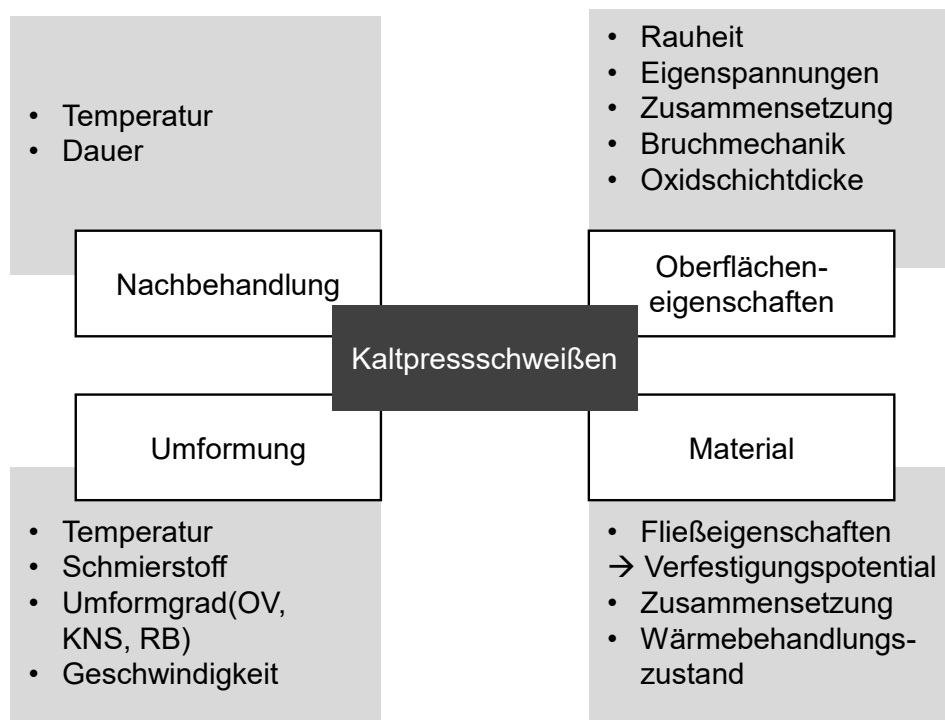 • Temperatur
• Dauer
Nachbehandlung
• Rauheit
• Eigenspannungen
• Zusammensetzung
• Bruchmechanik
• Oxidschichtdicke
Oberflächen-
eigenschaften
Kaltpressschweißen
Umformung
• Temperatur
• Schmierstoff
• Umformgrad(OV,
KNS, RB)
• Geschwindigkeit
Material
• Fließeigenschaften
→ Verfestigungspotential
• Zusammensetzung
• Wärmebehandlungs-
zustand